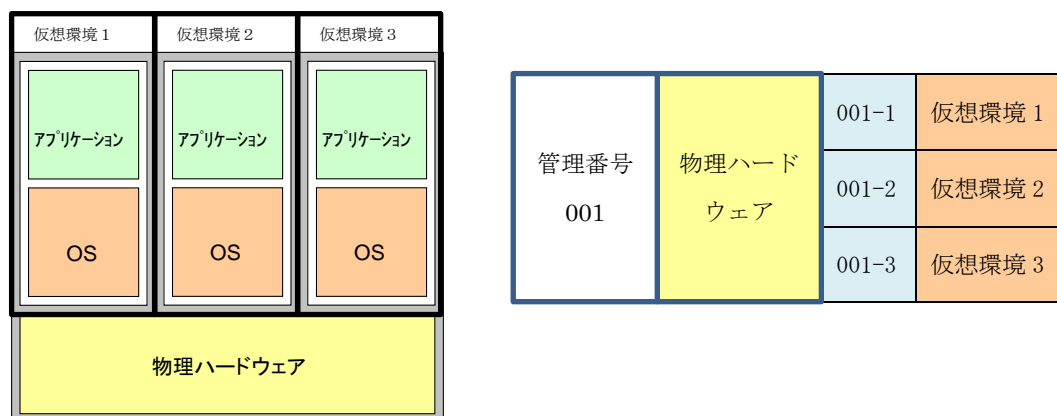 仮想環境1 仮想環境2 仮想環境3
アプリケーション アプリケーション アプリケーション
OS OS OS
物理ハードウェア
管理番号
001
物理ハード
ウェア
001-1 仮想環境1
001-2 仮想環境2
001-3 仮想環境3